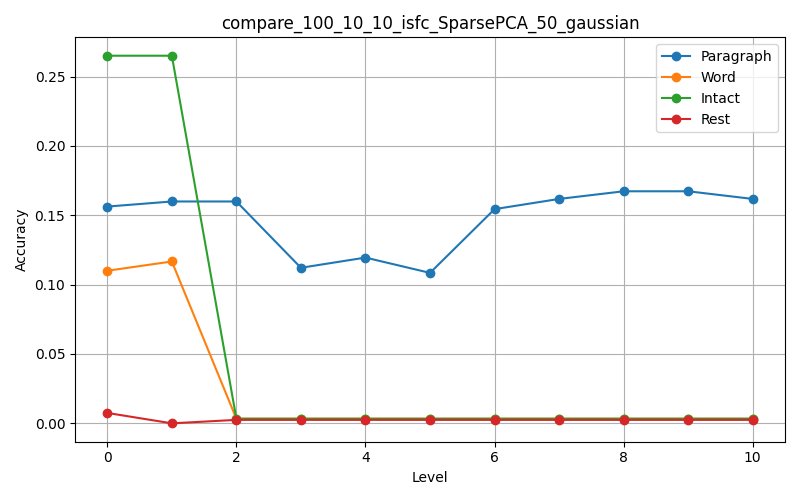 compare_100_10_10_isfc_SparsePCA_50_gaussian
Paragraph
Word
Intact
Rest
Accuracy
0.25
0.20
0.15
0.10
0.05
0.00
0 2 4 6 8 10
Level